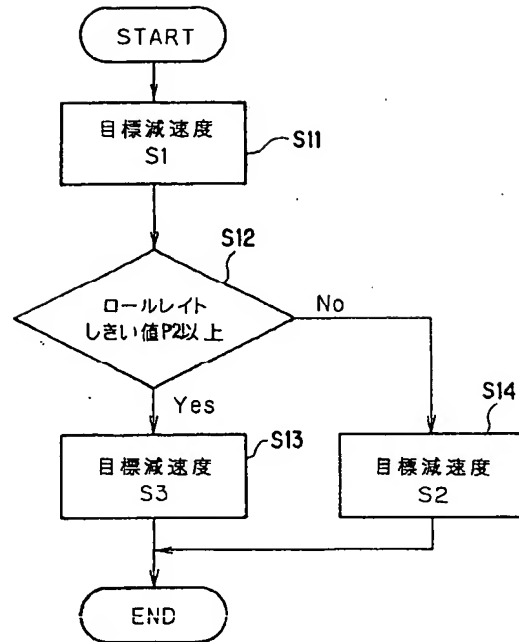 START
目標減速度
S1
S11
S12
ロールレイト
しきい値P2以上
No
Yes
S13
目標減速度
S3
S14
目標減速度
S2
END